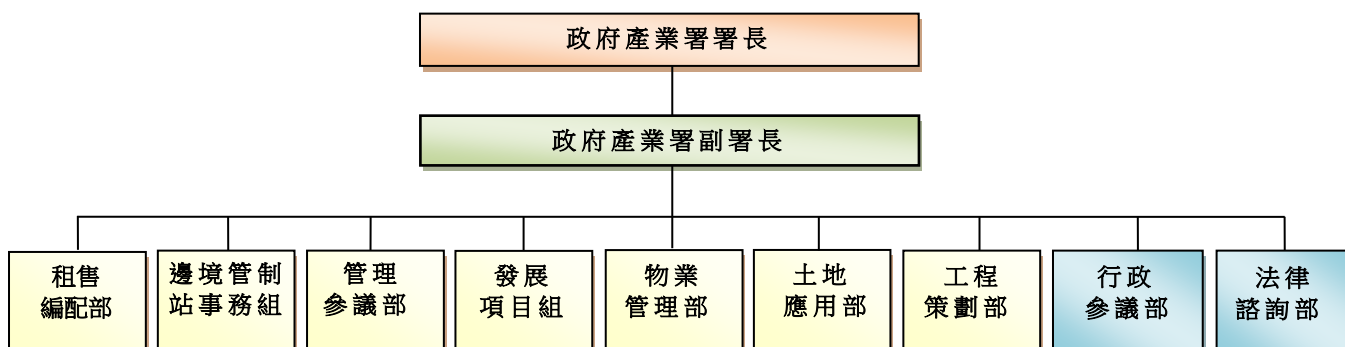 政府產業署署長
政府產業署副署長
租售
編配部
邊境管制
站事務組
管理
參議部
發展
項目組
物業
管理部
土地
應用部
工程
策劃部
行政
參議部
法律
諮詢部